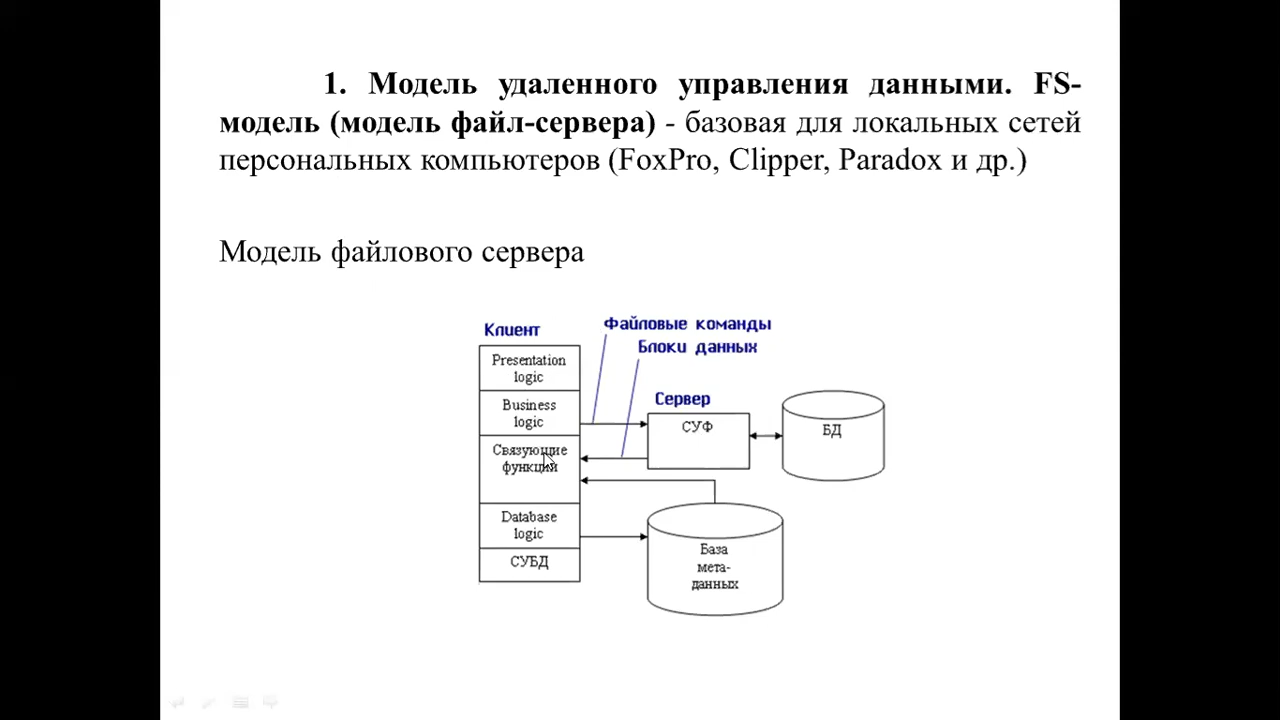 1. Модель удаленного управления данными. FS-
модель (модель файл-сервера) - базовая для локальных сетей
персональных компьютеров (FoxPro, Clipper, Paradox и др.)
Модель файлового сервера
Клиент
Файловые команды
Блоки данных
Presentation
logic
Business
logic
Связующие
функции
Database
logic
СУБД
Сервер
СУФ
БД
База
мета-
данных